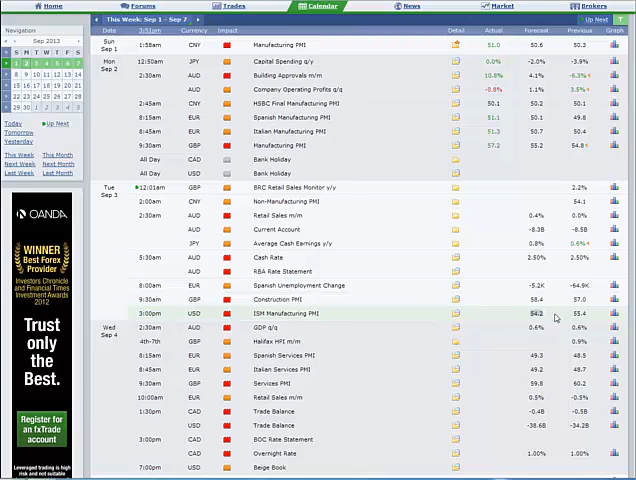 Home Forums Trades Calendar News Market Brokers
Navigation
Sep 2013
S M T W T F S
1 2 3 4 5 6 7
8 9 10 11 12 13 14
15 16 17 18 19 20 21
22 23 24 25 26 27 28
29 30 1 2 3 4 5
Today Up Next
Tomorrow
Yesterday
This Week This Month
Next Week Next Month
Last Week Last Month
OANDA
WINNER
Best Forex
Provider
Investors Chronicle
and Financial Times
Investment Awards
2012
Trust
only
the
Best.
Register for
an fxTrade
account
Leveraged trading is high
risk and not suitable
This Week: Sep 1 - Sep 7 Up Next
Date 3:51pm Currency Impact Detail Actual Forecast Previous Graph
Sun Sep 1 1:58am CNY Manufacturing PMI 51.0 50.6 50.3
Mon Sep 2 12:50am JPY Capital Spending q/y 0.0% -2.0% -3.9%
2:30am AUD Building Approvals m/m 10.8% 4.1% -6.3%
AUD Company Operating Profits q/q -0.8% 1.1% 3.5%
2:45am CNY HSBC Final Manufacturing PMI 50.1 50.2 50.1
8:15am EUR Spanish Manufacturing PMI 51.1 50.1 49.8
8:45am EUR Italian Manufacturing PMI 51.3 50.7 50.4
9:30am GBP Manufacturing PMI 57.2 55.2 54.8
All Day CAD Bank Holiday
All Day USD Bank Holiday
Tue Sep 3 12:01am GBP BRC Retail Sales Monitor y/y 2.2%
2:00am CNY Non-Manufacturing PMI 54.1
2:30am AUD Retail Sales m/m 0.4% 0.0%
AUD Current Account -8.3B -8.5B
JPY Average Cash Earnings y/y 0.8% 0.6%
5:30am AUD Cash Rate 2.50% 2.50%
AUD RBA Rate Statement
8:00am EUR Spanish Unemployment Change -5.2K -64.9K
9:30am GBP Construction PMI 58.4 57.0
3:00pm USD ISM Manufacturing PMI 54.2 55.4
Wed Sep 4 2:30am AUD GDP q/q 0.6% 0.6%
4th-7th GBP Halifax HPI m/m 0.9%
8:15am EUR Spanish Services PMI 49.3 48.5
8:45am EUR Italian Services PMI 49.2 48.7
9:30am GBP Services PMI 59.8 60.2
10:00am EUR Retail Sales m/m 0.5% -0.5%
1:30pm CAD Trade Balance -0.4B -0.5B
USD Trade Balance -38.6B -34.2B
3:00pm CAD BOC Rate Statement
CAD Overnight Rate 1.00% 1.00%
7:00pm USD Beige Book